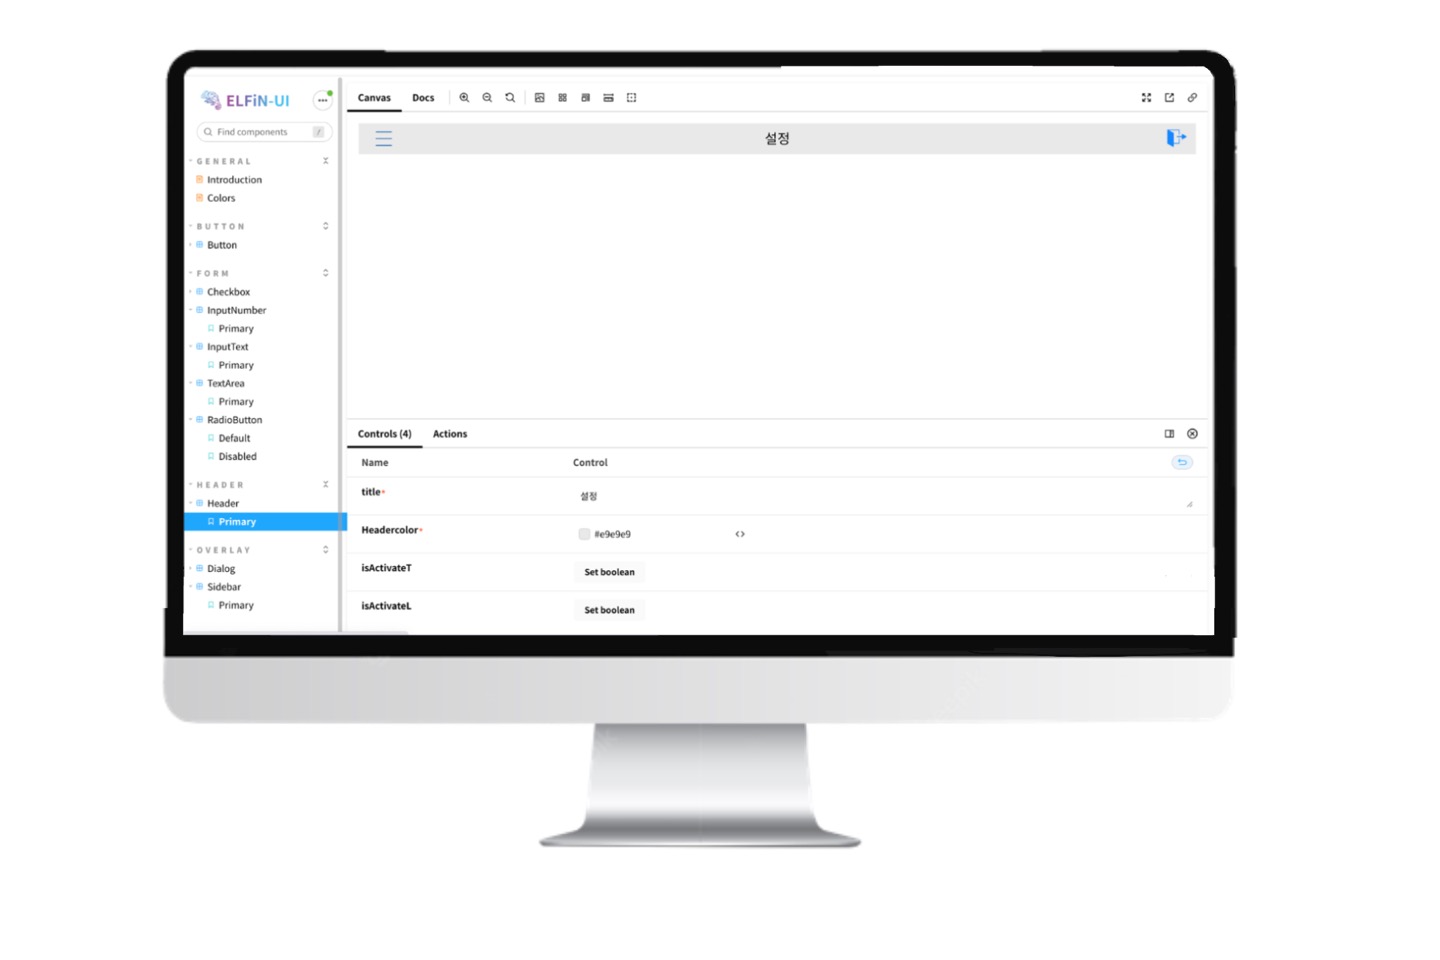 ELFiN-UI
Find components /
GENERAL
Introduction
Colors
BUTTON
Button
FORM
Checkbox
InputNumber
Primary
InputText
Primary
TextArea
Primary
RadioButton
Default
Disabled
HEADER
Header
Primary
OVERLAY
Dialog
Sidebar
Primary
Canvas Docs
설정
Controls (4) Actions
Name Control
title* 설정
Headercolor* #e9e9e9
isActivateT Set boolean
isActivateL Set boolean